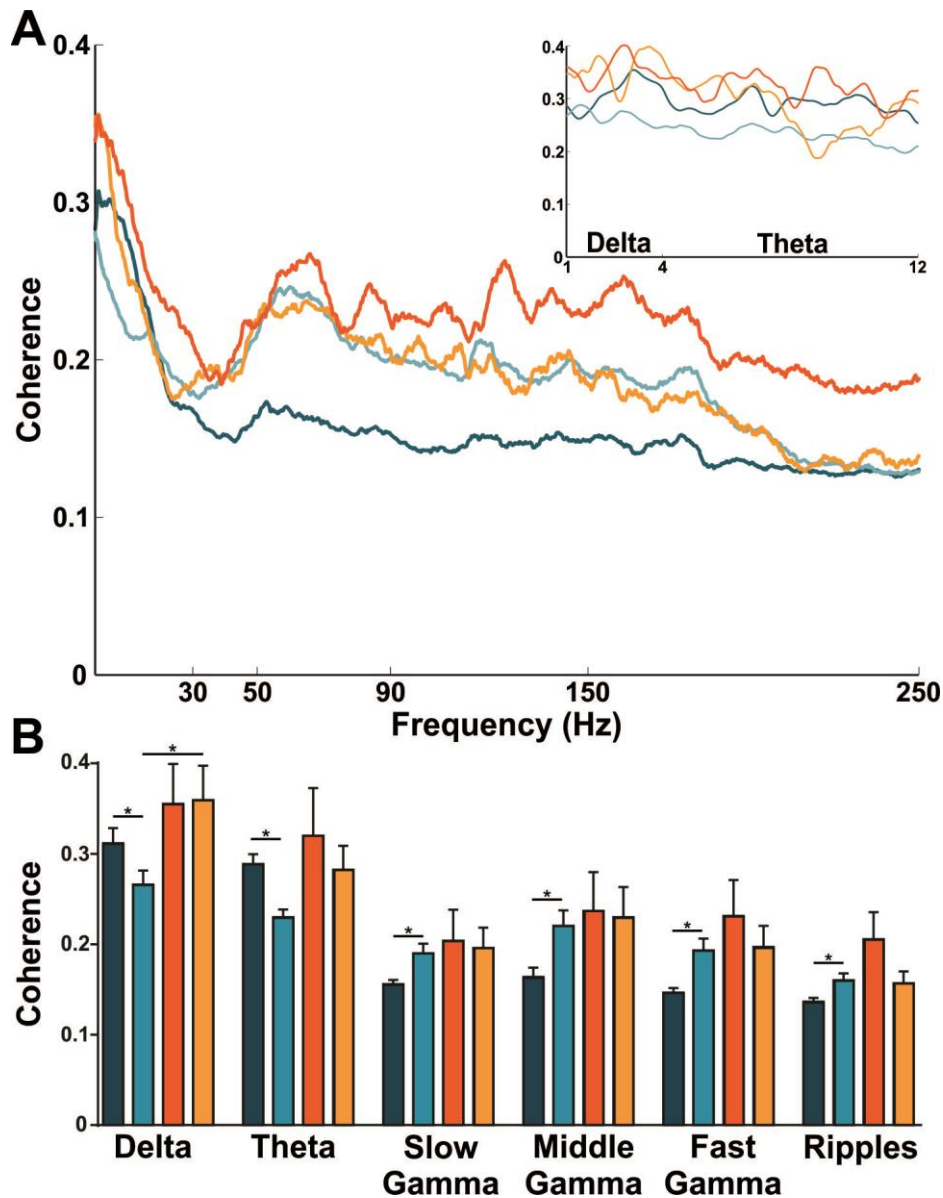 A
0.4
0.3
0.2
0.1
0
Coherence
30 50 90 150 250
Frequency (Hz)
0.4
0.3
0.2
0.1
0
Delta Theta
1 4 12
B
0.4
0.3
0.2
0.1
0
Coherence
* * * * * * *
Delta Theta Slow Middle Fast Ripples
Gamma Gamma Gamma